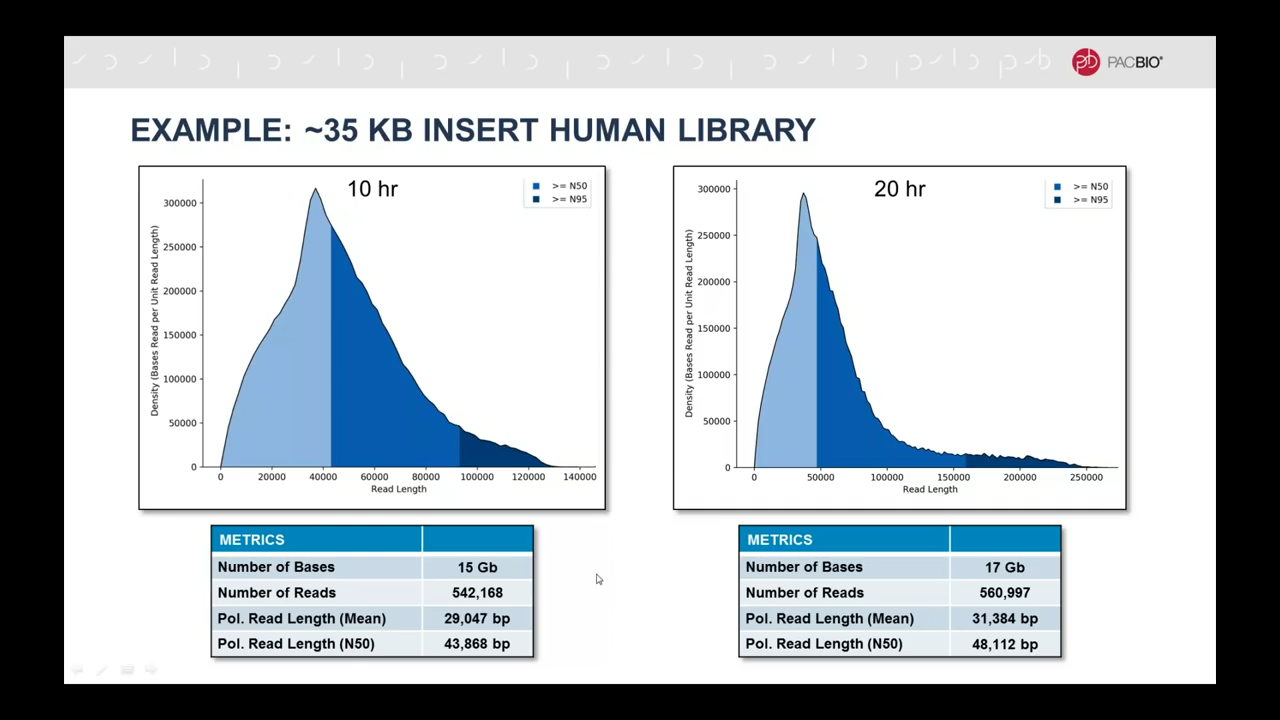 PACBIO®
EXAMPLE: ~35 KB INSERT HUMAN LIBRARY
10 hr
>= N50
>= N95
Density (Bases Read per Unit Read Length)
300000
250000
200000
150000
100000
50000
0
0 20000 40000 60000 80000 100000 120000 140000
Read Length
20 hr
>= N50
>= N95
Density (Bases Read per Unit Read Length)
300000
250000
200000
150000
100000
50000
0
0 50000 100000 150000 200000 250000
Read Length
METRICS
Number of Bases 15 Gb
Number of Reads 542,168
Pol. Read Length (Mean) 29,047 bp
Pol. Read Length (N50) 43,868 bp
METRICS
Number of Bases 17 Gb
Number of Reads 560,997
Pol. Read Length (Mean) 31,384 bp
Pol. Read Length (N50) 48,112 bp